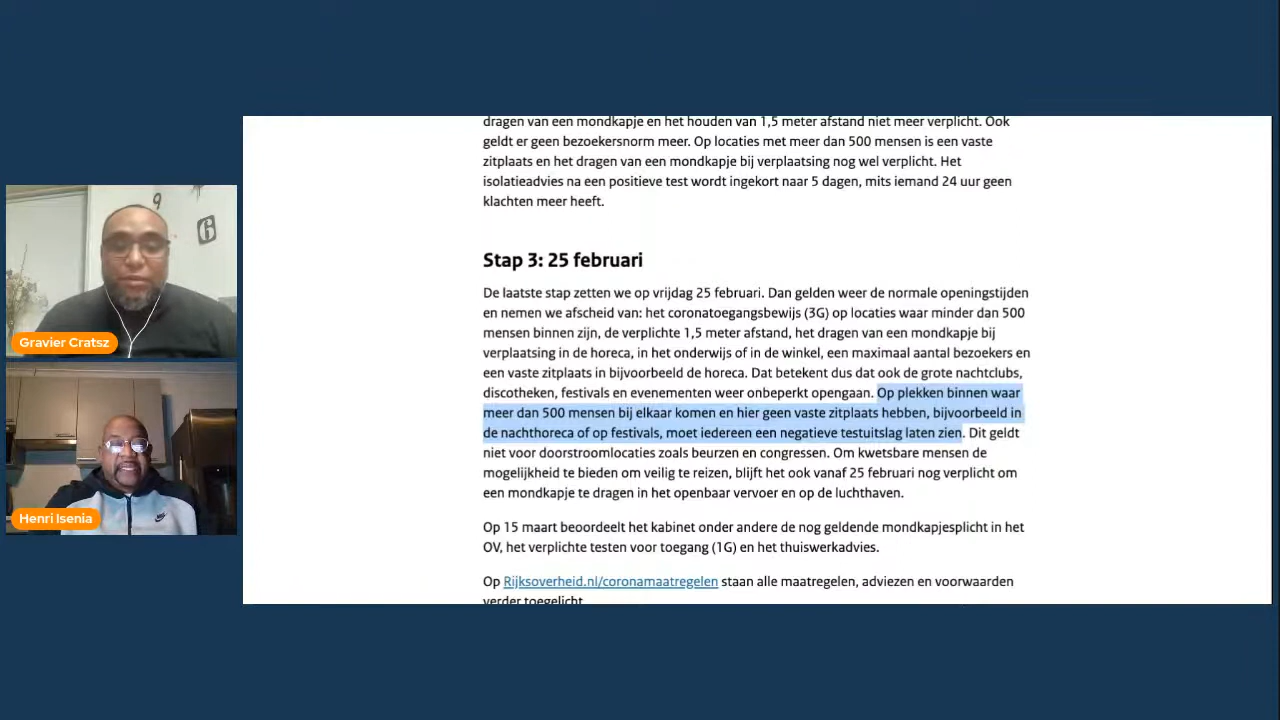 dragen van een mondkapje en het houden van 1,5 meter afstand niet meer verplicht. Ook
geldt er geen bezoekersnorm meer. Op locaties met meer dan 500 mensen is een vaste
zitplaats en het dragen van een mondkapje bij verplaatsing nog wel verplicht. Het
isolatieadvies na een positieve test wordt ingekort naar 5 dagen, mits iemand 24 uur geen
klachten meer heeft.
Stap 3: 25 februari
De laatste stap zetten we op vrijdag 25 februari. Dan gelden weer de normale openingstijden
en nemen we afscheid van: het coronatoegangsbewijs (3G) op locaties waar minder dan 500
mensen binnen zijn, de verplichte 1,5 meter afstand, het dragen van een mondkapje bij
verplaatsing in de horeca, in het onderwijs of in de winkel, een maximaal aantal bezoekers en
een vaste zitplaats in bijvoorbeeld de horeca. Dat betekent dus dat ook de grote nachtclubs,
discotheken, festivals en evenementen weer onbeperkt opengaan. Op plekken binnen waar
meer dan 500 mensen bij elkaar komen en hier geen vaste zitplaats hebben, bijvoorbeeld in
de nachthoreca of op festivals, moet iedereen een negatieve testuitslag laten zien. Dit geldt
niet voor doorstroomlocaties zoals beurzen en congressen. Om kwetsbare mensen de
mogelijkheid te bieden om veilig te reizen, blijft het ook vanaf 25 februari nog verplicht om
een mondkapje te dragen in het openbaar vervoer en op de luchthaven.
Op 15 maart beoordeelt het kabinet onder andere de nog geldende mondkapjesplicht in het
OV, het verplichte testen voor toegang (1G) en het thuiswerkadvies.
Op Rijksoverheid.nl/coronamaatregelen staan alle maatregelen, adviezen en voorwaarden
verder toegelicht.
9
6
Gravier Cratsz
Henri Isenia